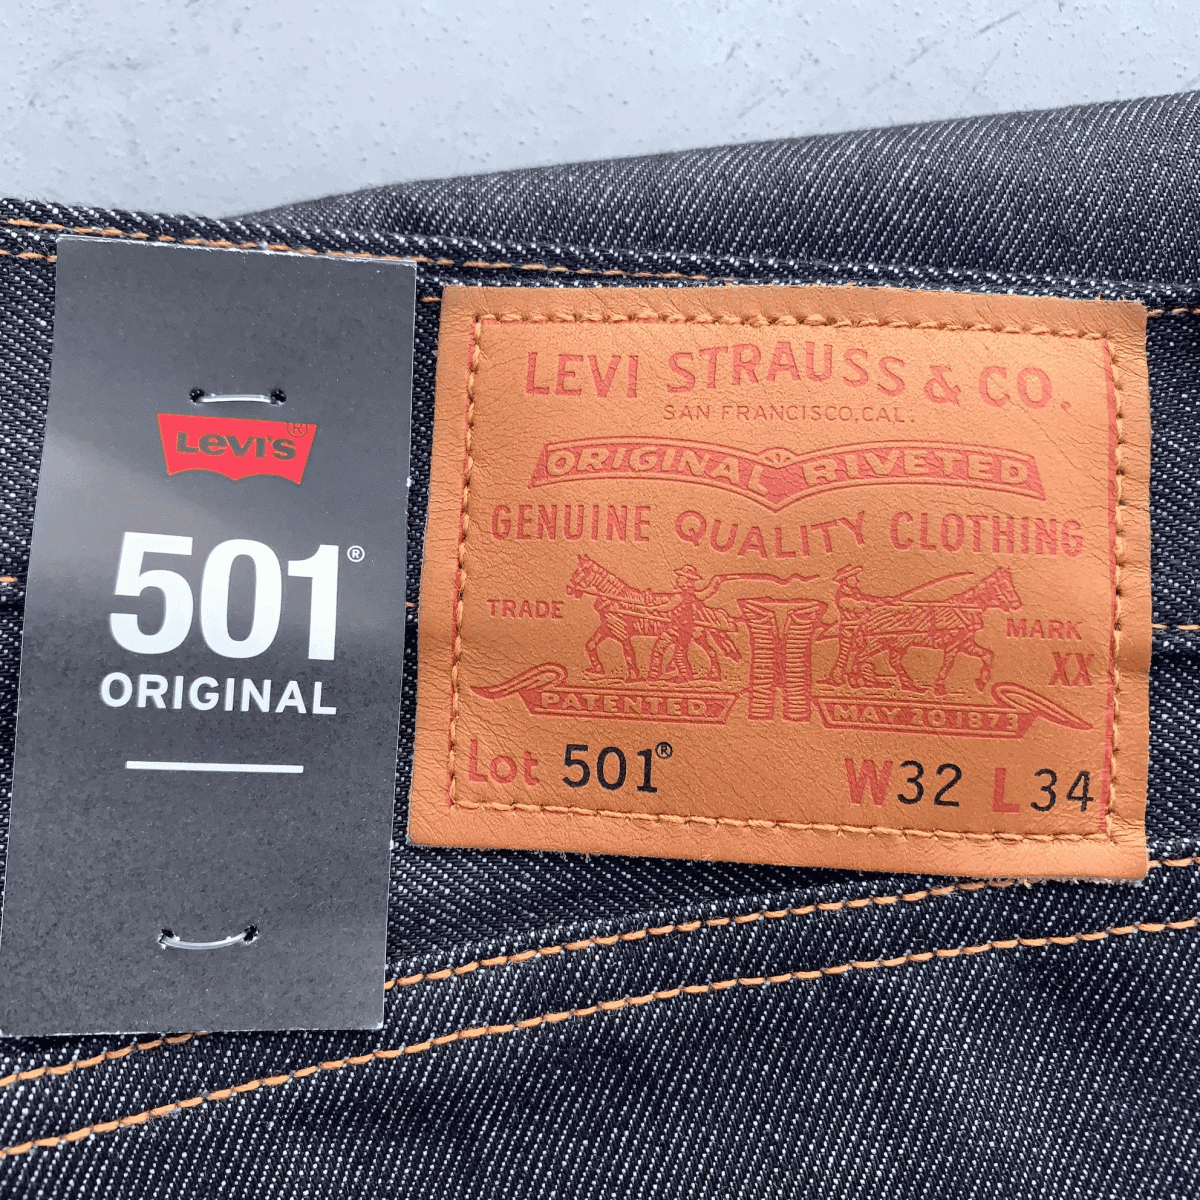 LEVI'S®
501®
ORIGINAL
LEVI STRAUSS & CO.
SAN FRANCISCO, CAL.
ORIGINAL RIVETED
GENUINE QUALITY CLOTHING
TRADE MARK
XX
PATENTED MAY 20 1873
Lot 501® W32 L34